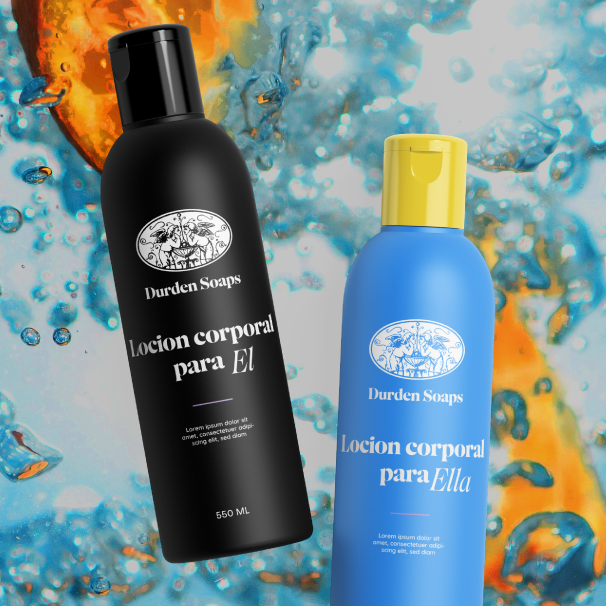 Durden Soaps
Locion corporal
para El
Lorem ipsum dolor sit
amet, consectetuer adipi-
scing elit, sed diam
550 ML
Durden Soaps
Locion corporal
para Ella
Lorem ipsum dolor sit
amet, consectetuer adipi-
scing elit, sed diam